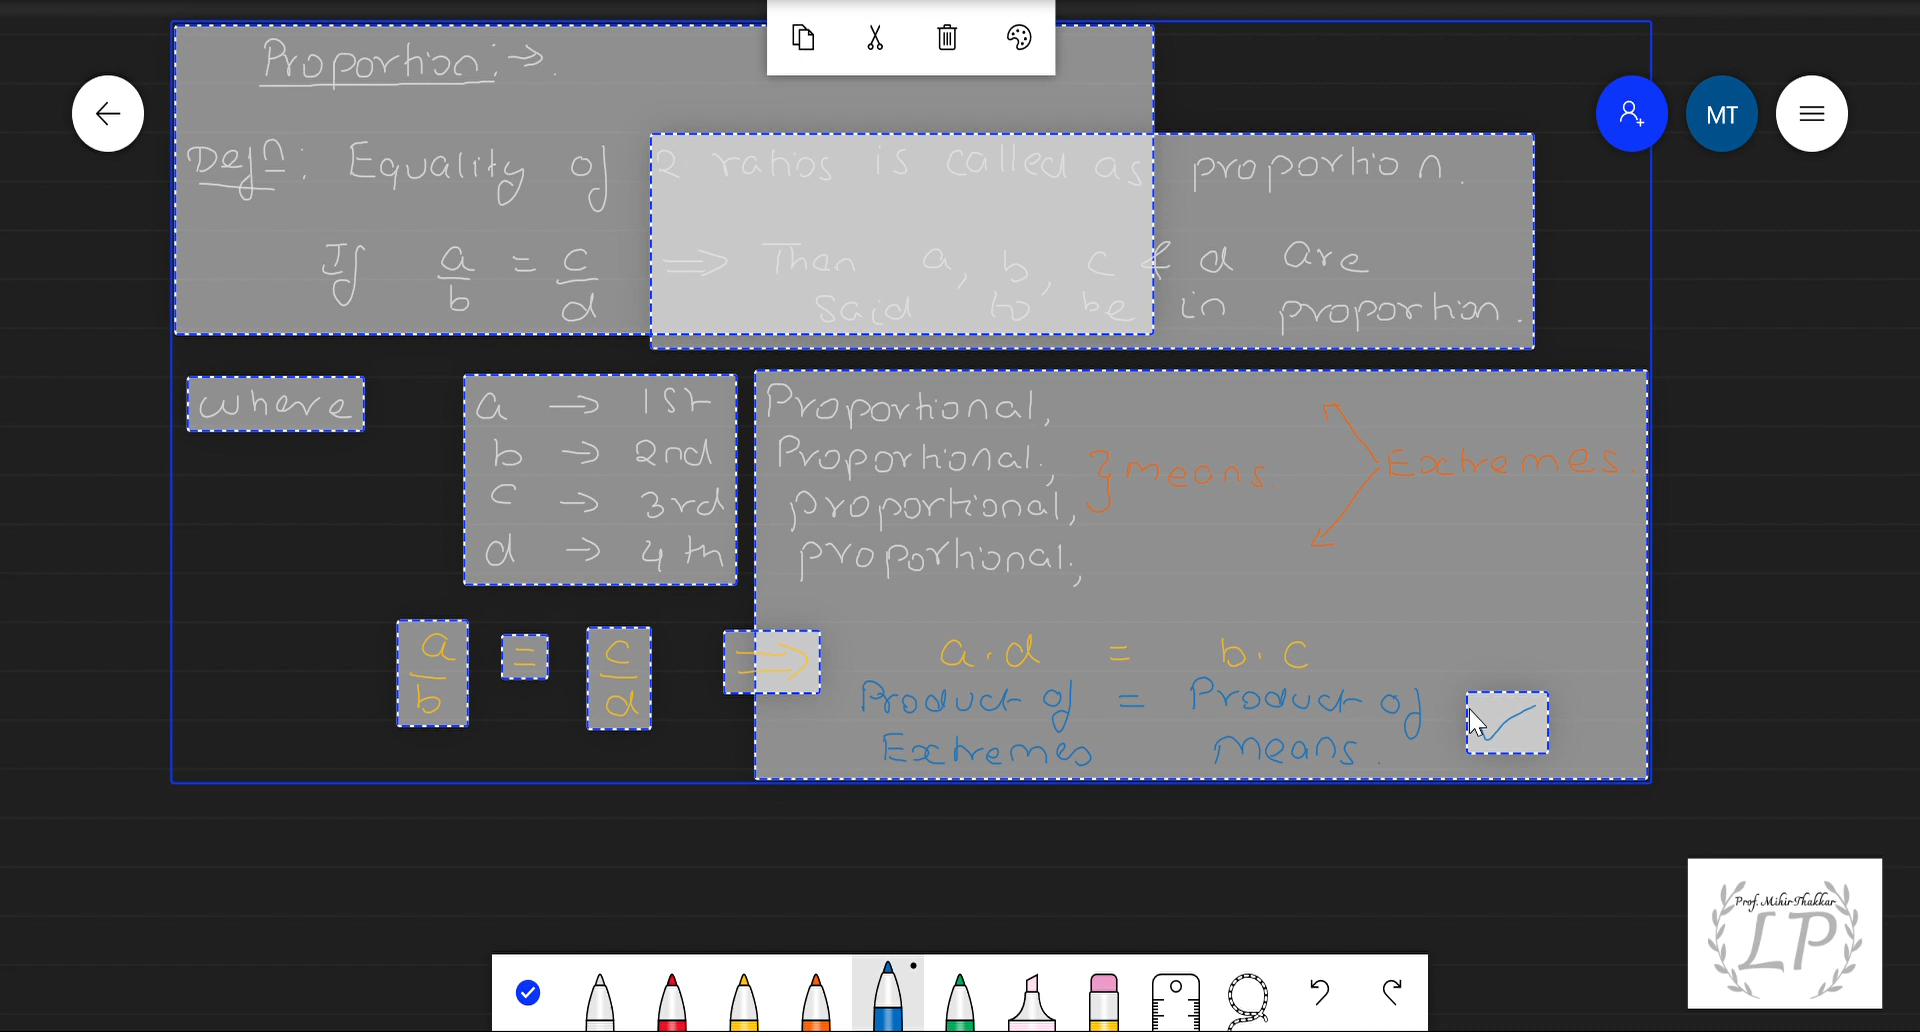 Proportion: →.
Defn: Equality of 2 ratios is called as proportion.
If a/b = c/d ⟹ Then a, b, c & d are
said to be in proportion.
where a → 1st Proportional,
b → 2nd Proportional,
c → 3rd proportional,
d → 4th proportional,
} means.
Extremes.
a/b = c/d ⟹ a.d = b.c
Product of = Product of
Extremes means.
MT
Prof. Mihir Thakkar
LP